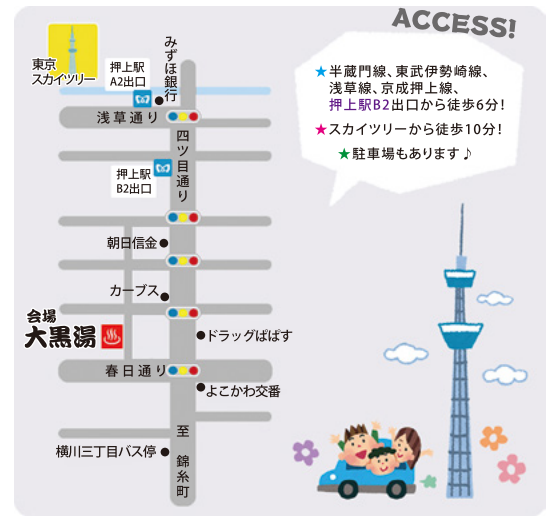 ACCESS!
★半蔵門線、東武伊勢崎線、
浅草線、京成押上線、
押上駅B2出口から徒歩6分!
★スカイツリーから徒歩10分!
★駐車場もあります♪
東京
スカイツリー
押上駅
A2出口
みずほ銀行
浅草通り
四ツ目通り
押上駅
B2出口
朝日信金
カーブス
会場
大黒湯
ドラッグぱぱす
春日通り
よこかわ交番
横川三丁目バス停
至 錦糸町